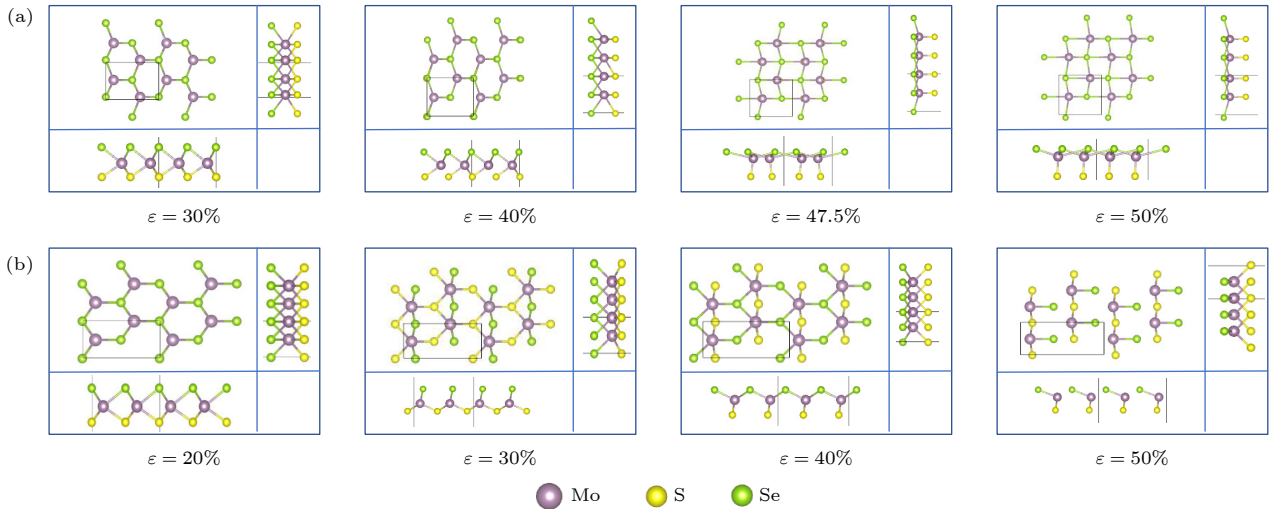 (a)
ε = 30%
ε = 40%
ε = 47.5%
ε = 50%
(b)
ε = 20%
ε = 30%
ε = 40%
ε = 50%
Mo
S
Se